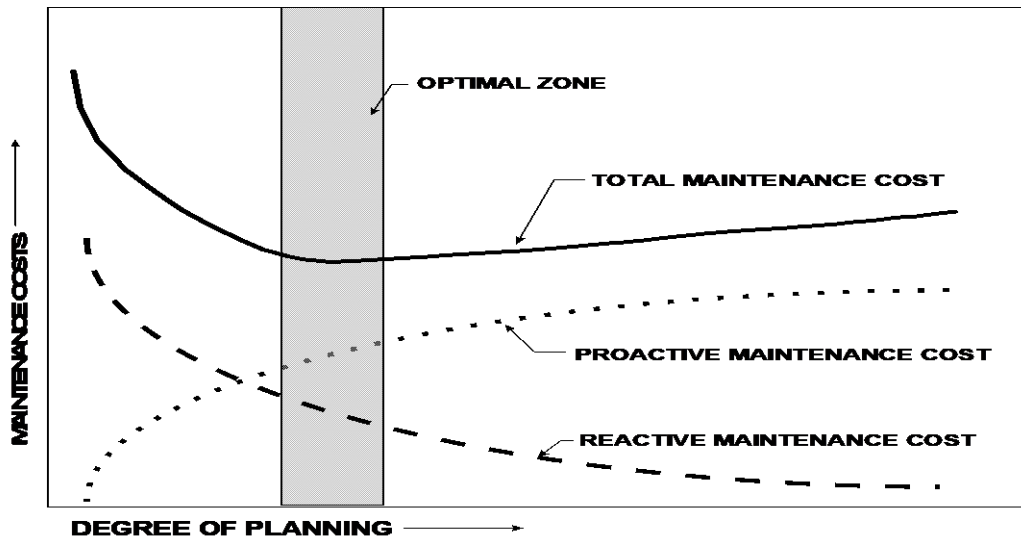 OPTIMAL ZONE
TOTAL MAINTENANCE COST
PROACTIVE MAINTENANCE COST
REACTIVE MAINTENANCE COST
MAINTENANCE COSTS
DEGREE OF PLANNING